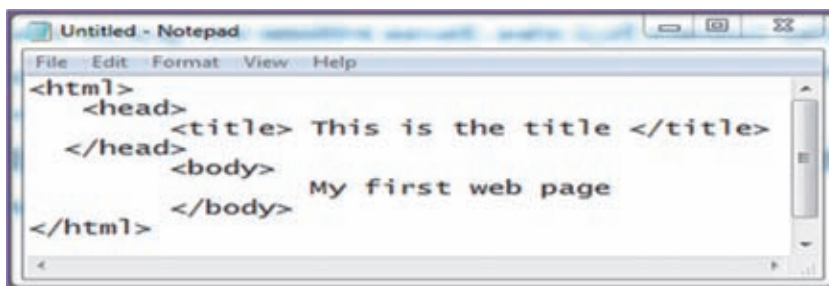 Untitled - Notepad
File Edit Format View Help
<html>
<head>
<title> This is the title </title>
</head>
<body>
My first web page
</body>
</html>